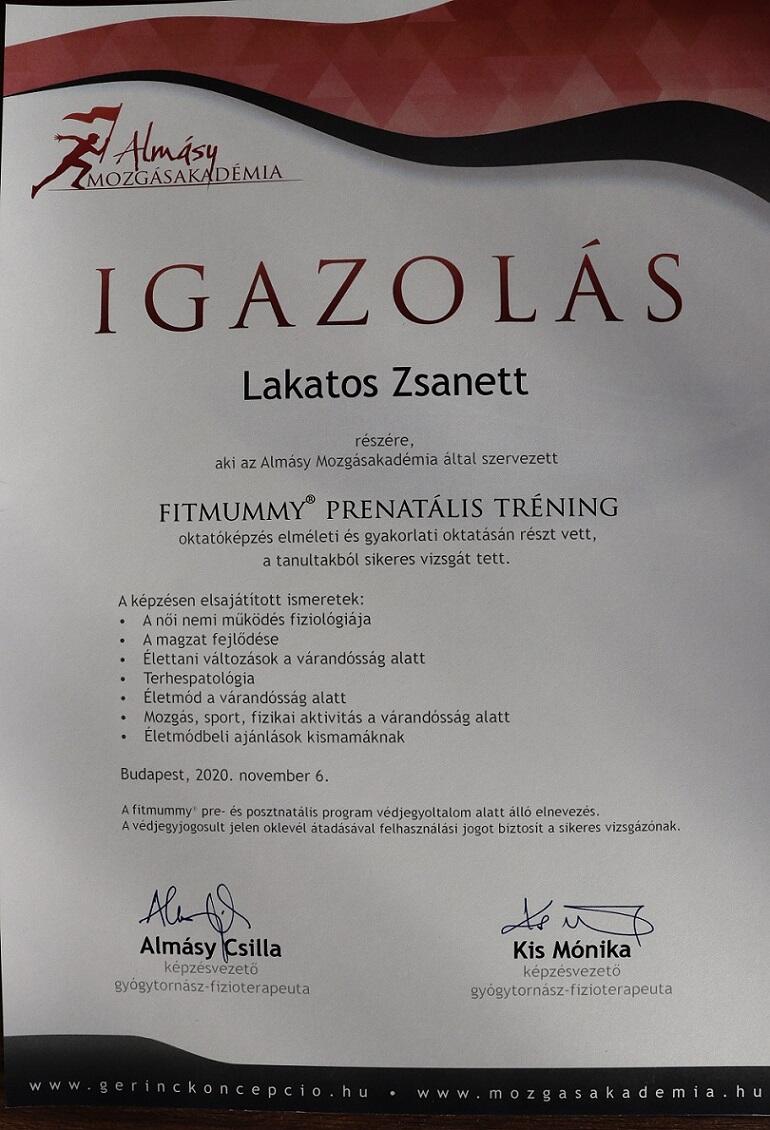 Almásy
MOZGÁSAKADÉMIA
IGAZOLÁS
Lakatos Zsanett
részére,
aki az Almásy Mozgásakadémia által szervezett
FITMUMMY® PRENATÁLIS TRÉNING
oktatóképzés elméleti és gyakorlati oktatásán részt vett,
a tanultakból sikeres vizsgát tett.
A képzésen elsajátított ismeretek:
• A női nemi működés fiziológiája
• A magzat fejlődése
• Élettani változások a várandósság alatt
• Terhespatológia
• Életmód a várandósság alatt
• Mozgás, sport, fizikai aktivitás a várandósság alatt
• Életmódbeli ajánlások kismamáknak
Budapest, 2020. november 6.
A fitmummy® pre- és posztnatális program védjegyoltalom alatt álló elnevezés.
A védjegyjogosult jelen oklevél átadásával felhasználási jogot biztosít a sikeres vizsgázónak.
Almásy Csilla
képzésvezető
gyógytornász-fizioterapeuta
Kis Mónika
képzésvezető
gyógytornász-fizioterapeuta
www.gerinckoncepcio.hu • www.mozgasakademia.hu